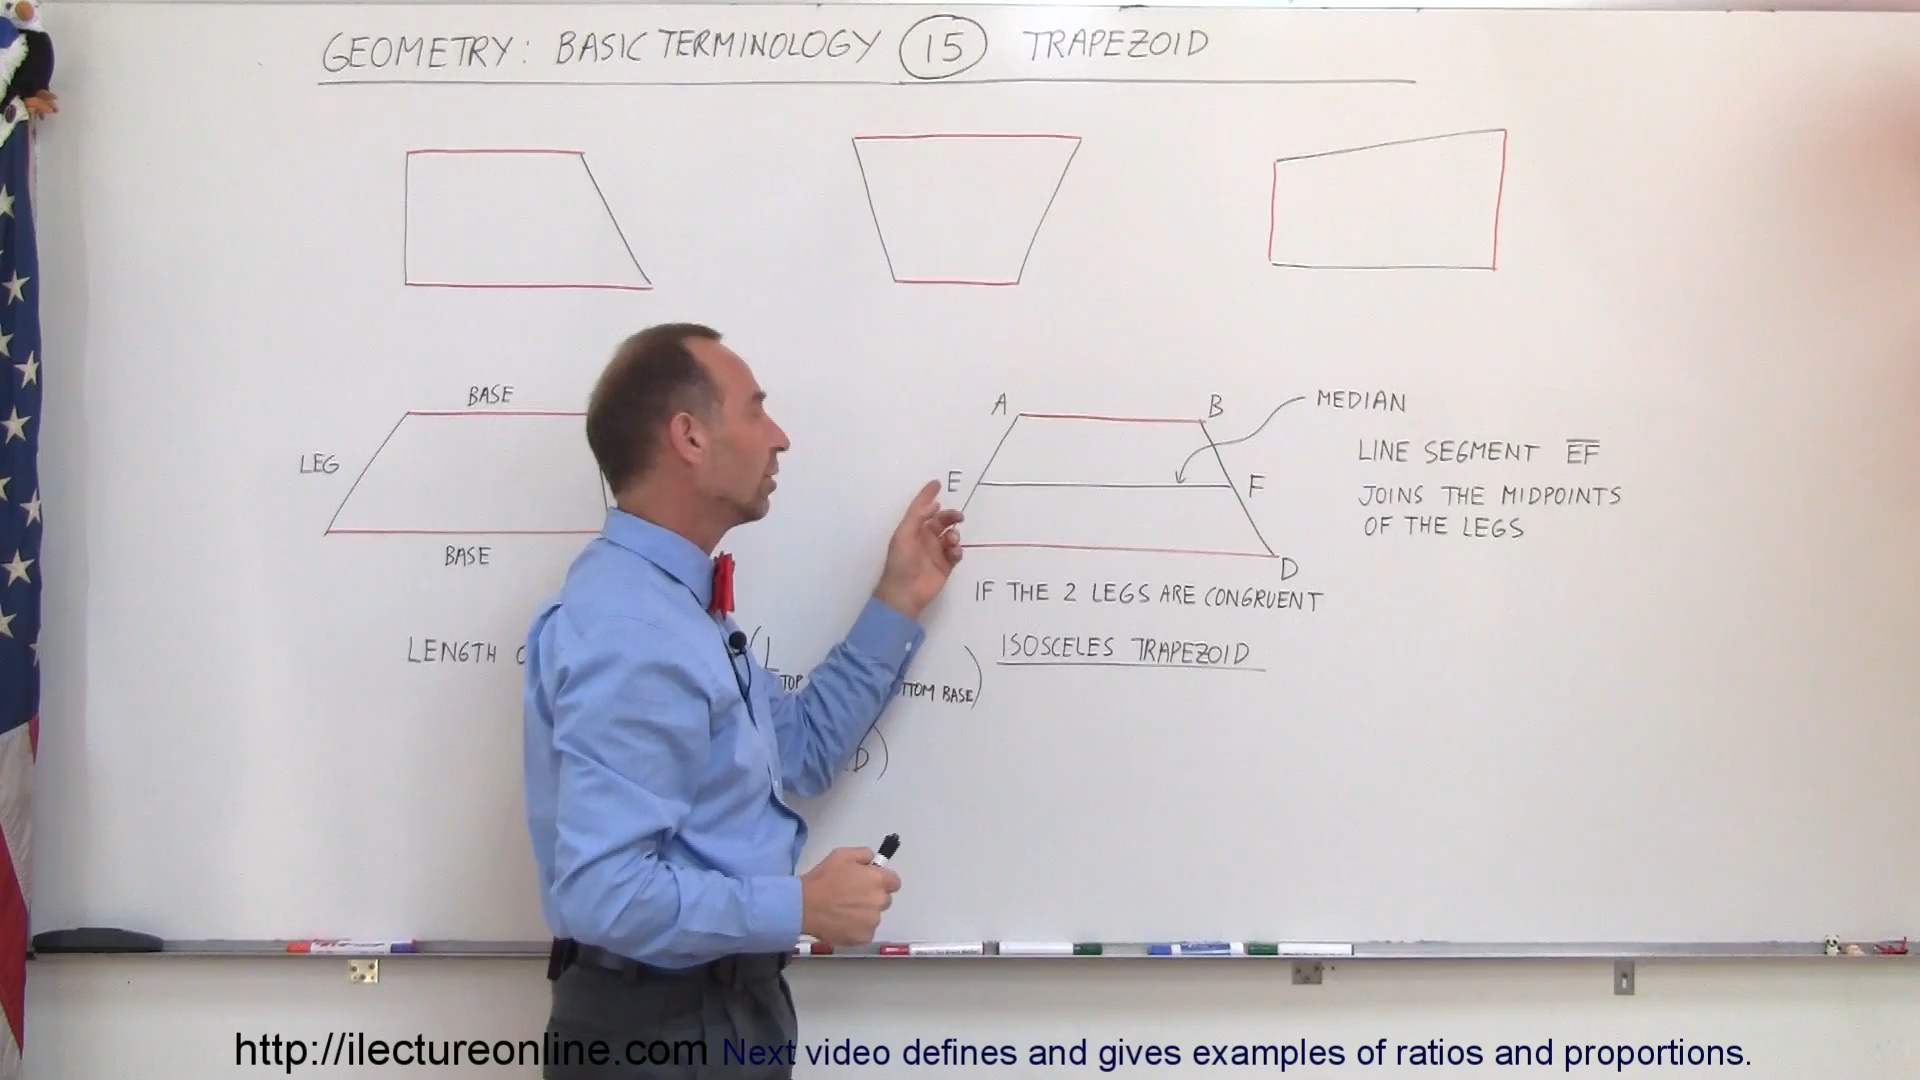 GEOMETRY: BASIC TERMINOLOGY 15 TRAPEZOID
BASE
LEG
BASE
A
B
E
F
D
MEDIAN
LINE SEGMENT EF
JOINS THE MIDPOINTS
OF THE LEGS
IF THE 2 LEGS ARE CONGRUENT
ISOSCELES TRAPEZOID
LENGTH
(L
TOP
TTOM BASE)
D)
http://ilectureonline.com Next video defines and gives examples of ratios and proportions.